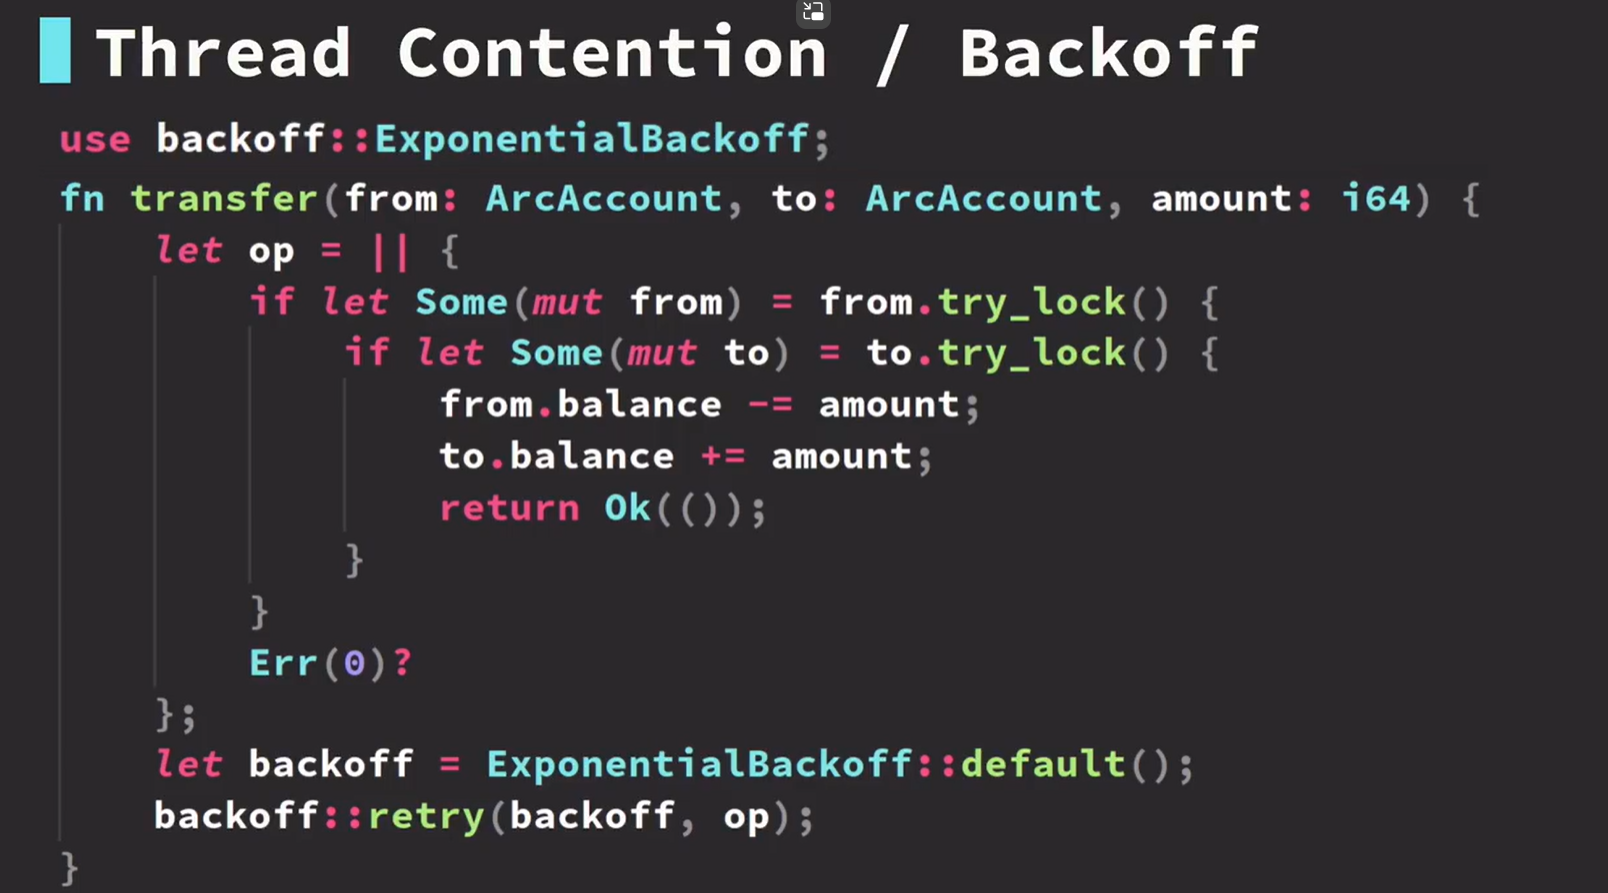 Thread Contention / Backoff
use backoff::ExponentialBackoff;
fn transfer(from: ArcAccount, to: ArcAccount, amount: i64) {
    let op = || {
        if let Some(mut from) = from.try_lock() {
            if let Some(mut to) = to.try_lock() {
                from.balance -= amount;
                to.balance += amount;
                return Ok(());
            }
        }
        Err(0)?
    };
    let backoff = ExponentialBackoff::default();
    backoff::retry(backoff, op);
}